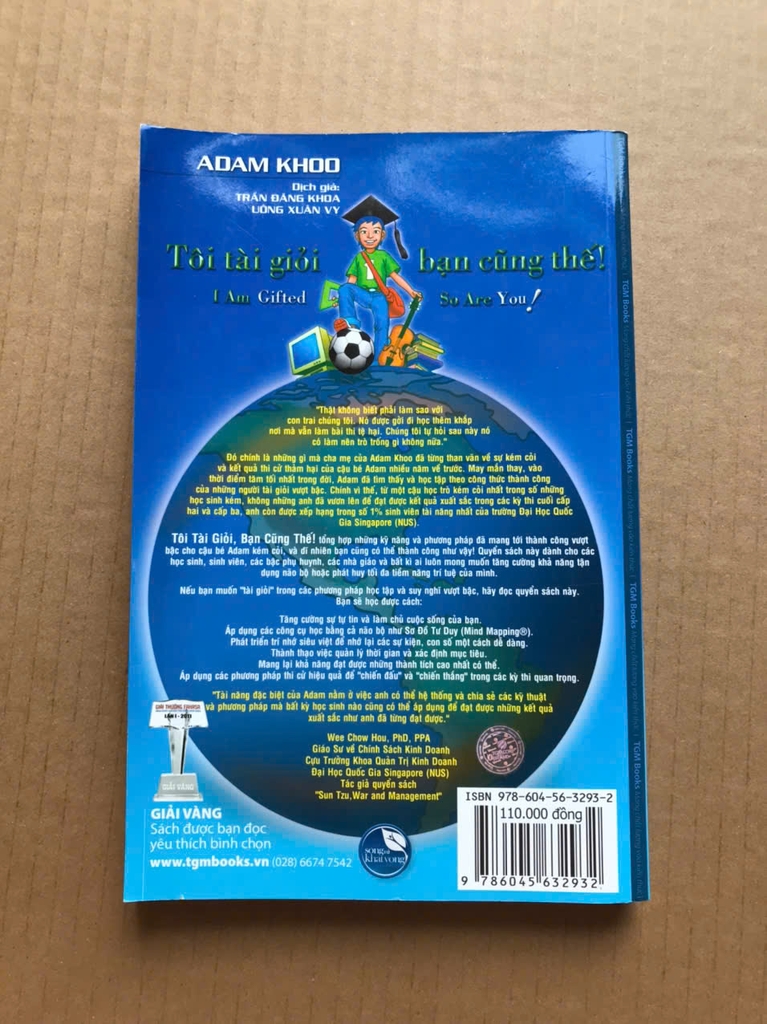 ADAM KHOO
Dịch giả:
TRẦN ĐĂNG KHOA
UÔNG XUÂN VY
Tôi tài giỏi bạn cũng thế!
I Am Gifted So Are You!
"Thật không biết phải làm sao với
con trai chúng tôi. Nó được gởi đi học thêm khắp
nơi mà vẫn làm bài thi tệ hại. Chúng tôi tự hỏi sau này nó
có làm nên trò trống gì không nữa."
Đó chính là những gì mà cha mẹ của Adam Khoo đã từng than vãn về sự kém cỏi
và kết quả thi cử thảm hại của cậu bé Adam nhiều năm về trước. May mắn thay, vào
thời điểm tăm tối nhất trong đời, Adam đã tìm thấy và học tập theo công thức thành công
của những người tài giỏi vượt bậc. Chính vì thế, từ một cậu học trò kém cỏi nhất trong số những
học sinh kém, không những anh đã vươn lên để đạt được kết quả xuất sắc trong các kỳ thi cuối cấp
hai và cấp ba, anh còn được xếp hạng trong số 1% sinh viên tài năng nhất của trường Đại Học Quốc
Gia Singapore (NUS).
Tôi Tài Giỏi, Bạn Cũng Thế! tổng hợp những kỹ năng và phương pháp đã mang tới thành công vượt
bậc cho cậu bé Adam kém cỏi, và dĩ nhiên bạn cũng có thể thành công như vậy! Quyển sách này dành cho các
học sinh, sinh viên, các bậc phụ huynh, các nhà giáo và bất kì ai luôn mong muốn tăng cường khả năng tận
dụng não bộ hoặc phát huy tối đa tiềm năng trí tuệ của mình.
Nếu bạn muốn "tài giỏi" trong các phương pháp học tập và suy nghĩ vượt bậc, hãy đọc quyển sách này.
Bạn sẽ học được cách:
Tăng cường sự tự tin và làm chủ cuộc sống của bạn.
Áp dụng các công cụ học bằng cả não bộ như Sơ Đồ Tư Duy (Mind Mapping®).
Phát triển trí nhớ siêu việt để nhớ lại các sự kiện, con số một cách dễ dàng.
Thành thạo việc quản lý thời gian và xác định mục tiêu.
Mang lại khả năng đạt được những thành tích cao nhất có thể.
Áp dụng các phương pháp thi cử hiệu quả để "chiến đấu" và "chiến thắng" trong các kỳ thi quan trọng.
"Tài năng đặc biệt của Adam nằm ở việc anh có thể hệ thống và chia sẻ các kỹ thuật
và phương pháp mà bất kỳ học sinh nào cũng có thể áp dụng để đạt được những kết quả
xuất sắc như anh đã từng đạt được."
Wee Chow Hou, PhD, PPA
Giáo Sư về Chính Sách Kinh Doanh
Cựu Trưởng Khoa Quản Trị Kinh Doanh
Đại Học Quốc Gia Singapore (NUS)
Tác giả quyển sách
"Sun Tzu,War and Management"
GIẢI THƯỞNG FAHASA
LẦN I - 2013
GIẢI VÀNG
GIẢI VÀNG
Sách được bạn đọc
yêu thích bình chọn
www.tgmbooks.vn (028) 6674 7542
song và
khát vọng
ISBN 978-604-56-3293-2
110.000 đồng
9 786045 632932
TGM Books
TGM Books
TGM Books
TGM Books